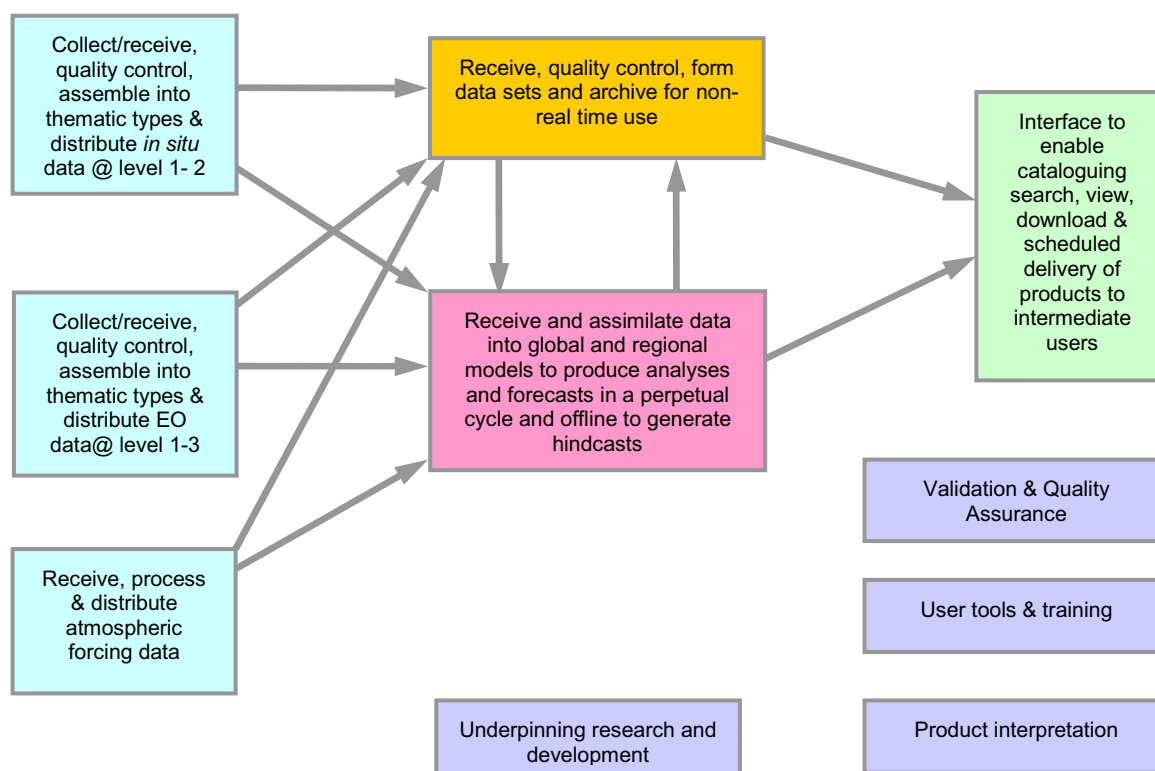 Collect/receive,
quality control,
assemble into
thematic types &
distribute in situ
data @ level 1- 2
Receive, quality control, form
data sets and archive for non-
real time use
Interface to
enable
cataloguing
search, view,
download &
scheduled
delivery of
products to
intermediate
users
Collect/receive,
quality control,
assemble into
thematic types &
distribute EO
data@ level 1-3
Receive and assimilate data
into global and regional
models to produce analyses
and forecasts in a perpetual
cycle and offline to generate
hindcasts
Validation & Quality
Assurance
Receive, process
& distribute
atmospheric
forcing data
User tools & training
Underpinning research and
development
Product interpretation